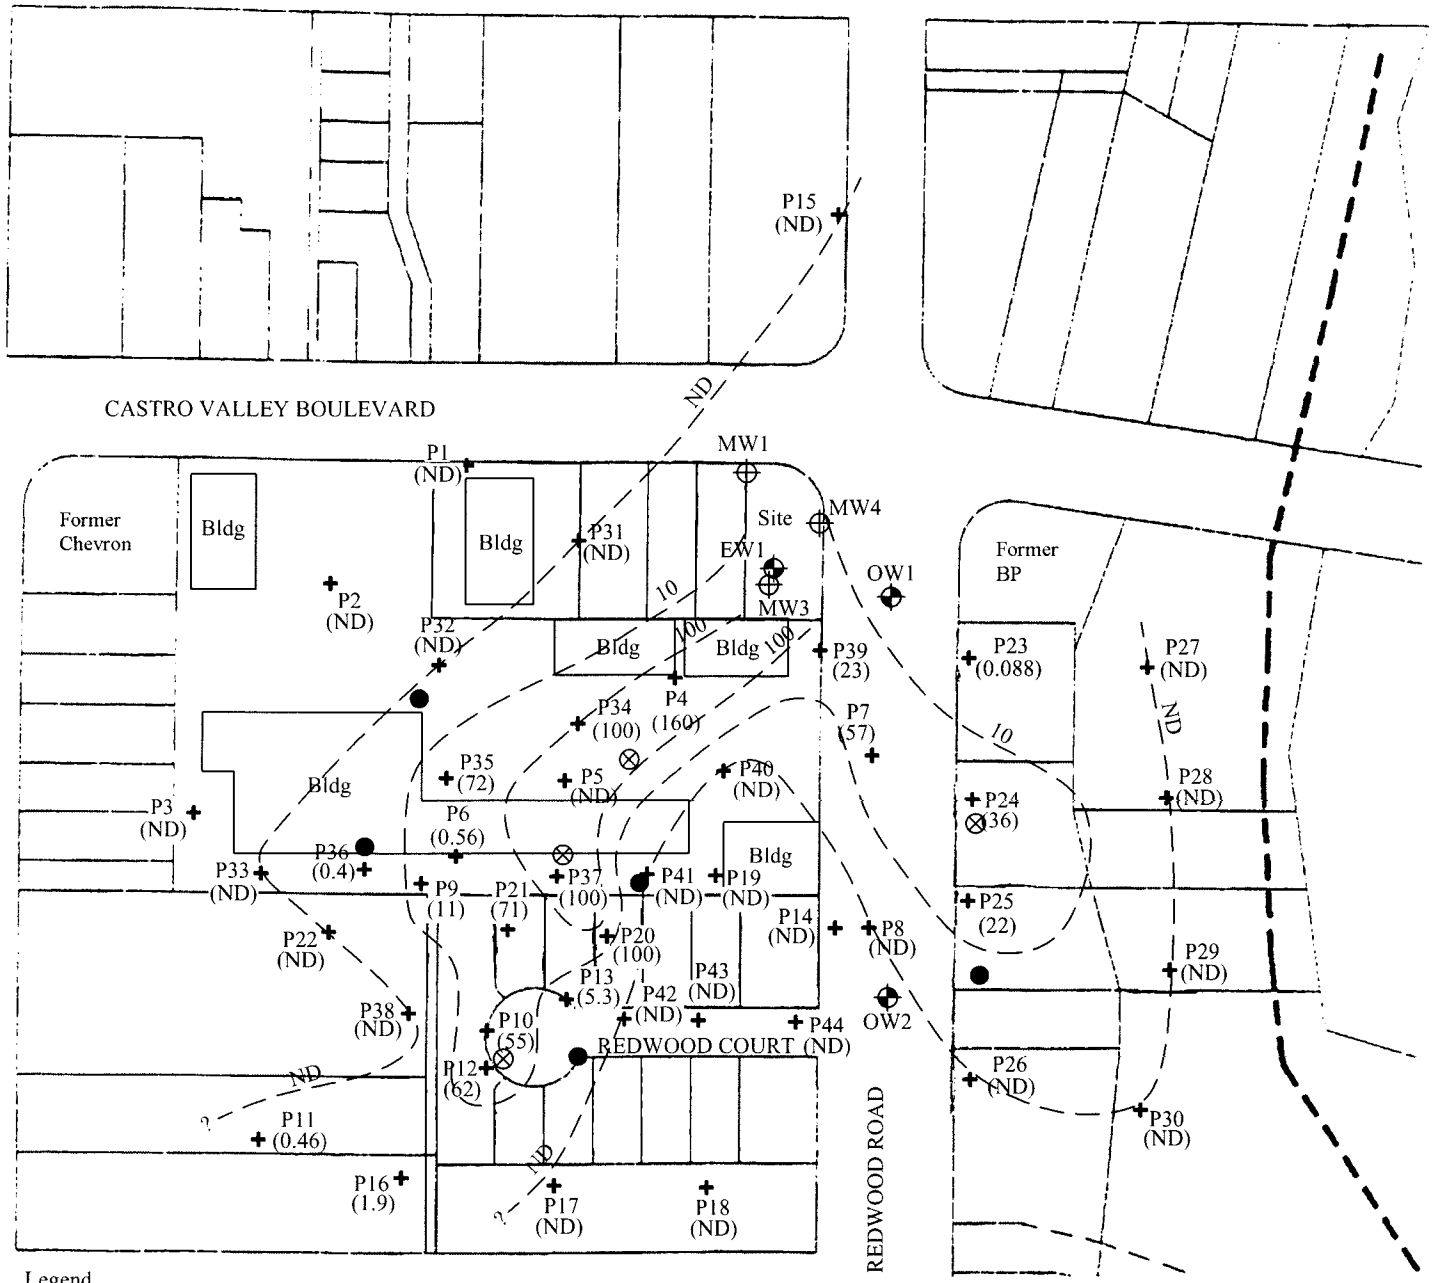 P15
(ND)
ND
CASTRO VALLEY BOULEVARD
P1
(ND)
MW1
Former
Chevron
Bldg
Bldg
P31
(ND)
Site
MW4
EW1
MW3
OW1
Former
BP
P2
(ND)
10
P32
(ND)
100
Bldg
Bldg
100
P39
(23)
P23
(0.088)
P27
(ND)
P4
(160)
P34
(100)
P7
(57)
10
ND
P35
(72)
P5
(ND)
P40
(ND)
Bldg
P3
(ND)
P6
(0.56)
P24
(36)
P28
(ND)
Bldg
P33
(ND)
P36
(0.4)
P9
(11)
P21
(71)
P37
(100)
P41
(ND)
P19
(ND)
P14
(ND)
P8
(ND)
P25
(22)
P22
(ND)
P20
(100)
P13
(5.3)
P42
(ND)
P43
(ND)
P29
(ND)
P38
(ND)
P10
(55)
OW2
P44
(ND)
REDWOOD COURT
P12
(62)
ND
?
P26
(ND)
P11
(0.46)
P30
(ND)
ND
?
P16
(1.9)
P17
(ND)
P18
(ND)
REDWOOD ROAD
Legend